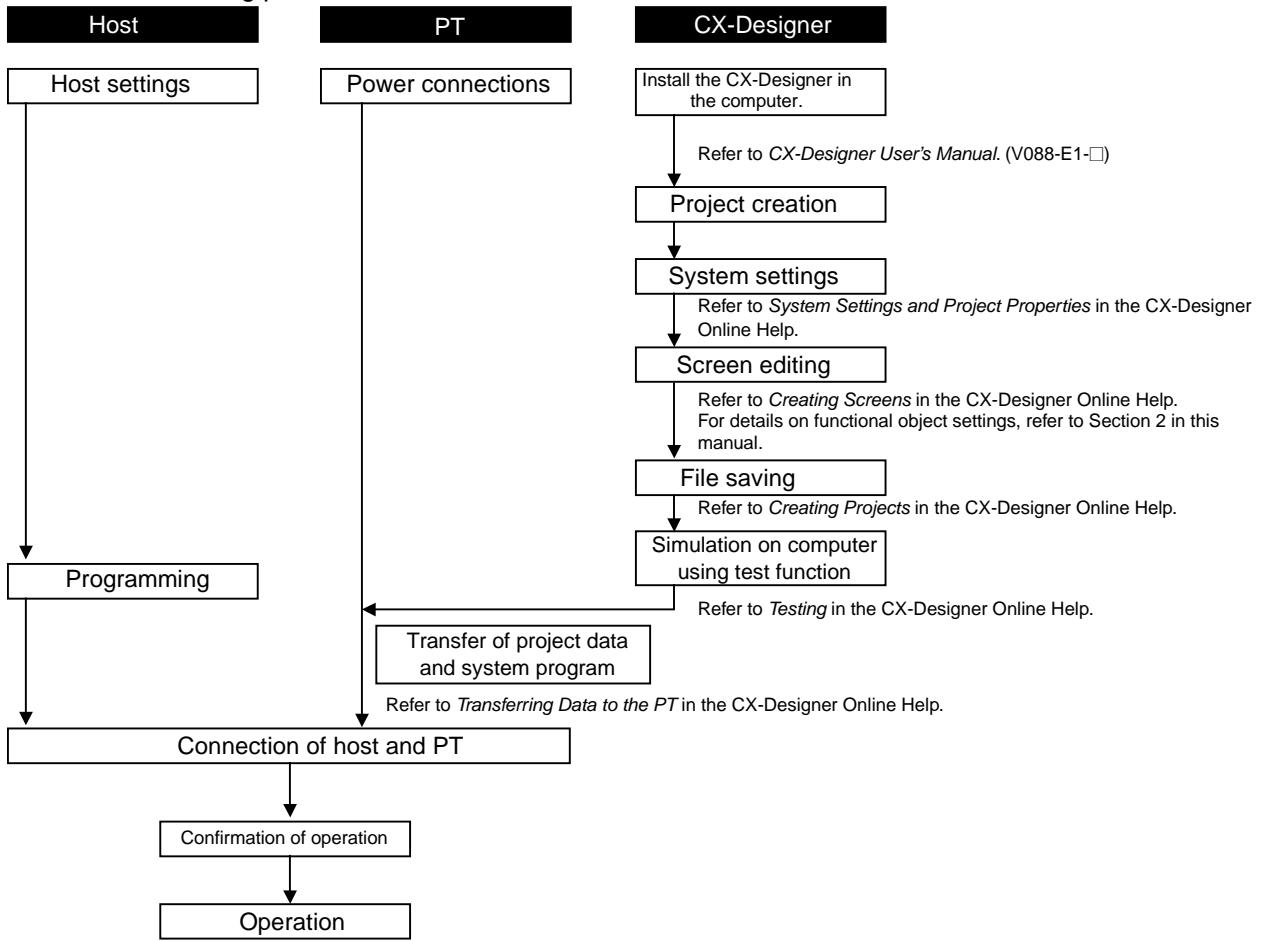 Host
PT
CX-Designer
Host settings
Power connections
Install the CX-Designer in
the computer.
Refer to CX-Designer User's Manual. (V088-E1-□)
Project creation
System settings
Refer to System Settings and Project Properties in the CX-Designer
Online Help.
Screen editing
Refer to Creating Screens in the CX-Designer Online Help.
For details on functional object settings, refer to Section 2 in this
manual.
File saving
Refer to Creating Projects in the CX-Designer Online Help.
Simulation on computer
using test function
Programming
Refer to Testing in the CX-Designer Online Help.
Transfer of project data
and system program
Refer to Transferring Data to the PT in the CX-Designer Online Help.
Connection of host and PT
Confirmation of operation
Operation